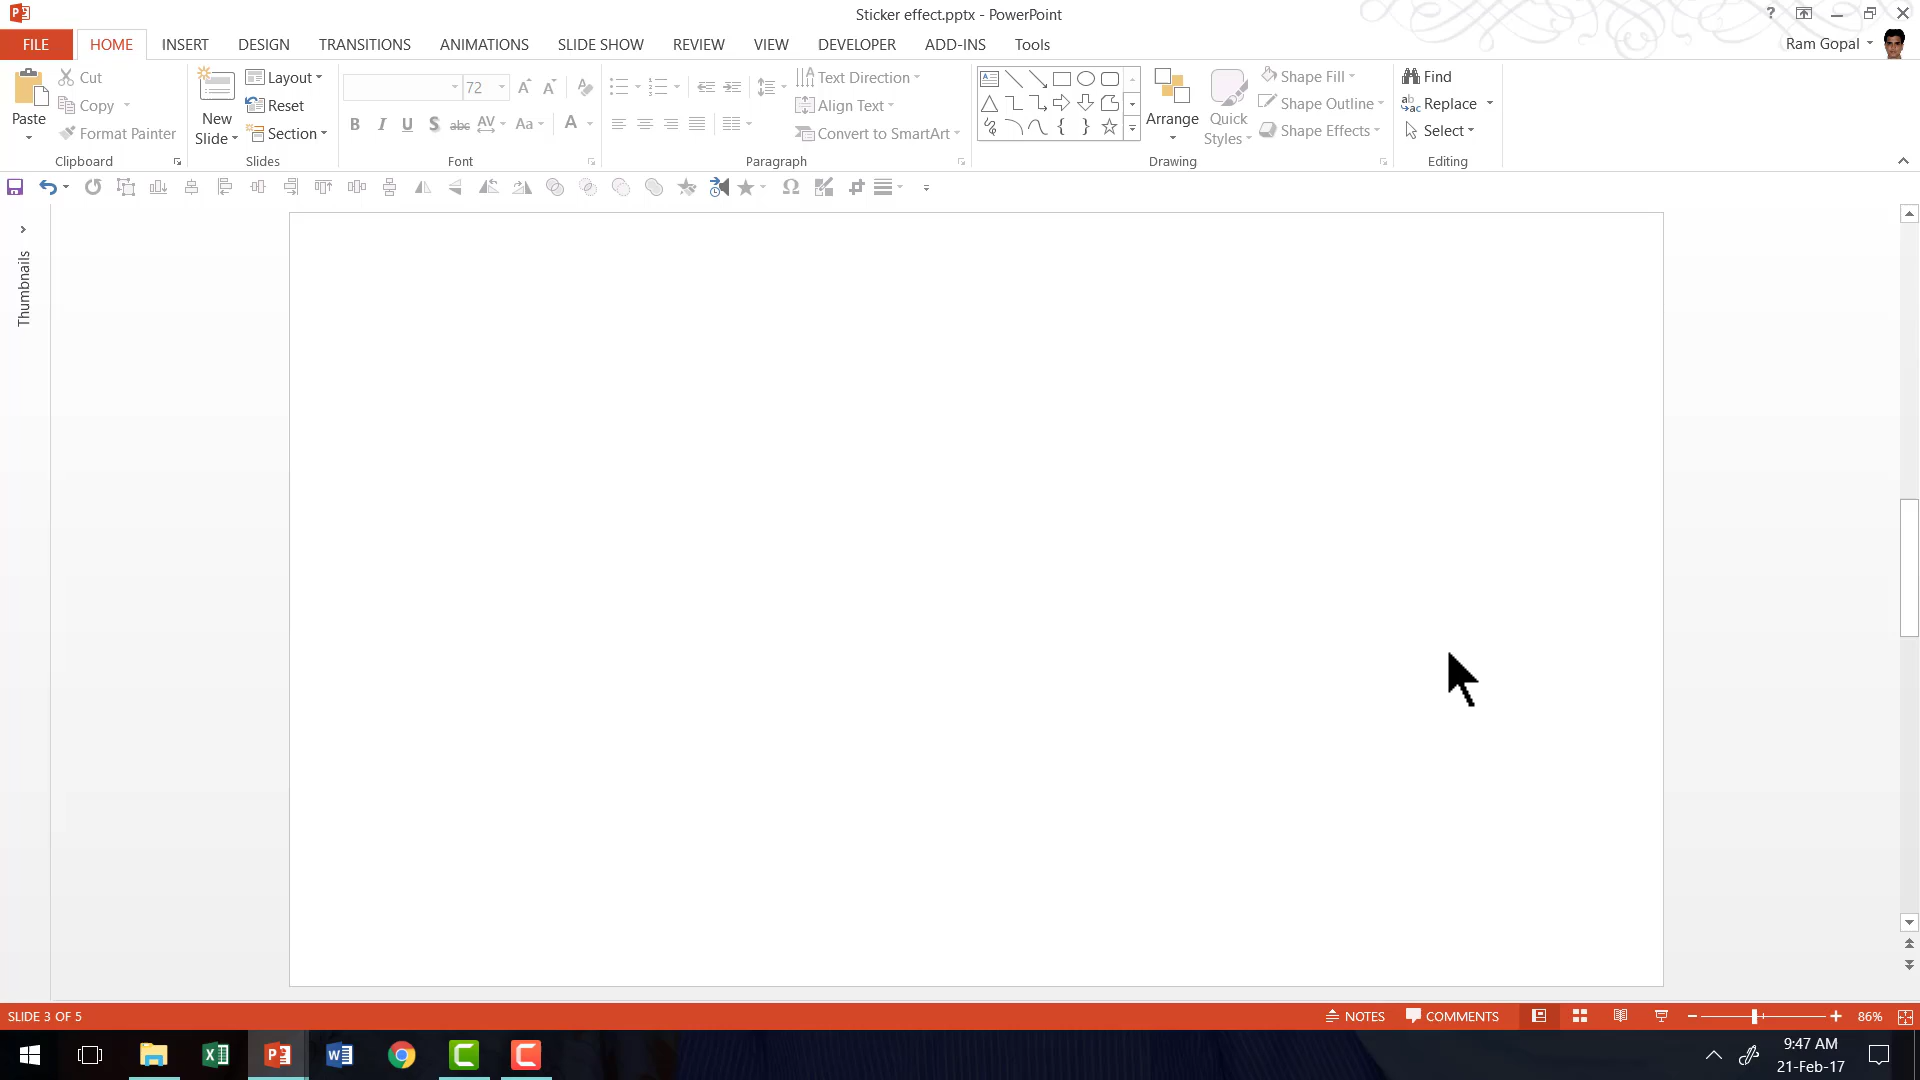 Sticker effect.pptx - PowerPoint
FILE HOME INSERT DESIGN TRANSITIONS ANIMATIONS SLIDE SHOW REVIEW VIEW DEVELOPER ADD-INS Tools Ram Gopal
Paste
Cut
Copy
Format Painter
Clipboard
New
Slide
Layout
Reset
Section
Slides
72
B I U S abc AV Aa A
Font
Text Direction
Align Text
Convert to SmartArt
Paragraph
Arrange
Quick
Styles
Shape Fill
Shape Outline
Shape Effects
Drawing
Find
Replace
Select
Editing
Thumbnails
SLIDE 3 OF 5 NOTES COMMENTS 86%
9:47 AM
21-Feb-17